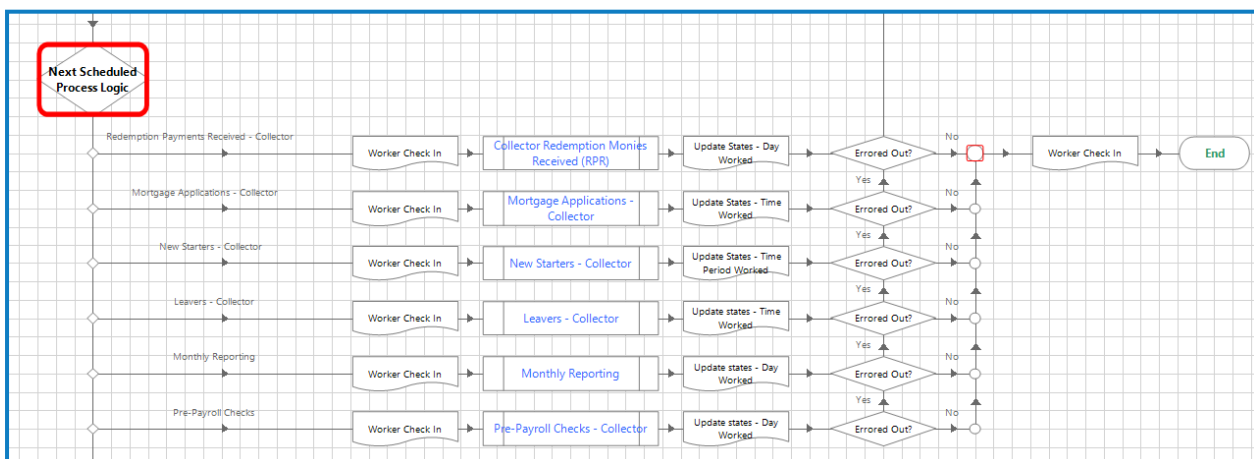 Next Scheduled
Process Logic
Redemption Payments Received - Collector
Worker Check In
Collector Redemption Monies
Received (RPR)
Update States - Day
Worked
Errored Out?
No
Worker Check In
End
Yes
Mortgage Applications - Collector
Worker Check In
Mortgage Applications -
Collector
Update States - Time
Worked
Errored Out?
No
Yes
New Starters - Collector
Worker Check In
New Starters - Collector
Update States - Time
Period Worked
Errored Out?
No
Yes
Leavers - Collector
Worker Check In
Leavers - Collector
Update states - Time
Worked
Errored Out?
No
Yes
Monthly Reporting
Worker Check In
Monthly Reporting
Update states - Day
Worked
Errored Out?
No
Yes
Pre-Payroll Checks
Worker Check In
Pre-Payroll Checks - Collector
Update states - Day
Worked
Errored Out?
No